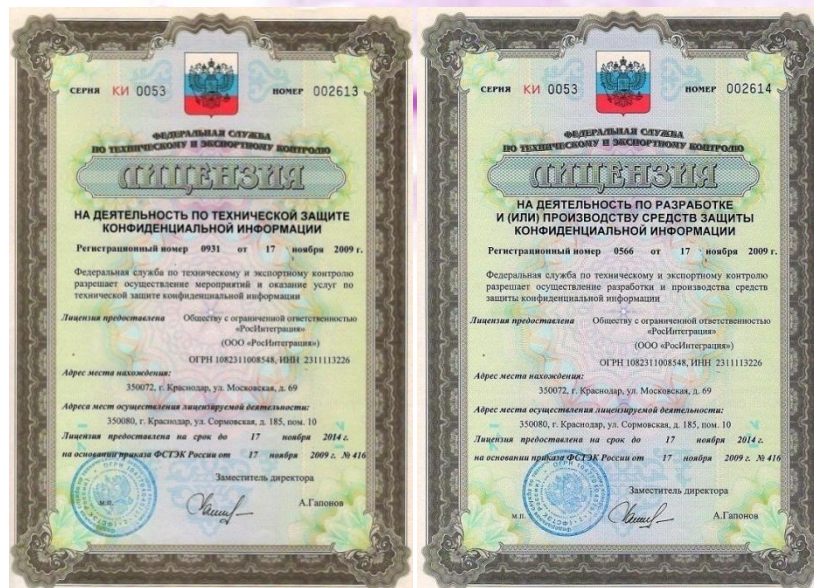 СЕРИЯ КИ 0053 НОМЕР 002613
ФЕДЕРАЛЬНАЯ СЛУЖБА
ПО ТЕХНИЧЕСКОМУ И ЭКСПОРТНОМУ КОНТРОЛЮ
ЛИЦЕНЗИЯ
НА ДЕЯТЕЛЬНОСТЬ ПО ТЕХНИЧЕСКОЙ ЗАЩИТЕ
КОНФИДЕНЦИАЛЬНОЙ ИНФОРМАЦИИ
Регистрационный номер 0931 от 17 ноября 2009 г.
Федеральная служба по техническому и экспортному контролю
разрешает осуществление мероприятий и оказание услуг по
технической защите конфиденциальной информации
Лицензия предоставлена Обществу с ограниченной ответственностью
«РосИнтеграция»
(ООО «РосИнтеграция»)
ОГРН 1082311008548, ИНН 2311113226
Адрес места нахождения:
350072, г. Краснодар, ул. Московская, д. 69
Адреса мест осуществления лицензируемой деятельности:
350080, г. Краснодар, ул. Сормовская, д. 185, пом. 10
Лицензия предоставлена на срок до 17 ноября 2014 г.
на основании приказа ФСТЭК России от 17 ноября 2009 г. № 416
Заместитель директора
м.п. А.Гапонов
СЕРИЯ КИ 0053 НОМЕР 002614
ФЕДЕРАЛЬНАЯ СЛУЖБА
ПО ТЕХНИЧЕСКОМУ И ЭКСПОРТНОМУ КОНТРОЛЮ
ЛИЦЕНЗИЯ
НА ДЕЯТЕЛЬНОСТЬ ПО РАЗРАБОТКЕ
И (ИЛИ) ПРОИЗВОДСТВУ СРЕДСТВ ЗАЩИТЫ
КОНФИДЕНЦИАЛЬНОЙ ИНФОРМАЦИИ
Регистрационный номер 0566 от 17 ноября 2009 г.
Федеральная служба по техническому и экспортному контролю
разрешает осуществление разработки и производства средств
защиты конфиденциальной информации
Лицензия предоставлена Обществу с ограниченной ответственностью
«РосИнтеграция»
(ООО «РосИнтеграция»)
ОГРН 1082311008548, ИНН 2311113226
Адрес места нахождения:
350072, г. Краснодар, ул. Московская, д. 69
Адрес места осуществления лицензируемой деятельности:
350080, г. Краснодар, ул. Сормовская, д. 185, пом. 10
Лицензия предоставлена на срок до 17 ноября 2014 г.
на основании приказа ФСТЭК России от 17 ноября 2009 г. № 416
Заместитель директора
м.п. А.Гапонов